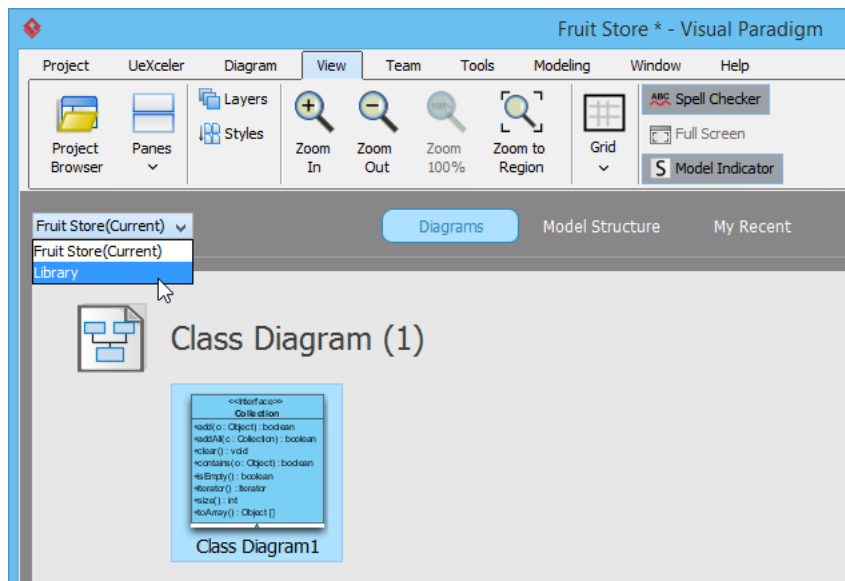 Fruit Store * - Visual Paradigm
Project UeXceler Diagram View Team Tools Modeling Window Help
Layers
Styles
Project Browser
Panes
Zoom In
Zoom Out
100%
Zoom 100%
Zoom to Region
Grid
ABC Spell Checker
Full Screen
S Model Indicator
Fruit Store(Current)
Diagrams Model Structure My Recent
Fruit Store(Current)
Library
Class Diagram (1)
<<interface>>
Collection
+add(o : Object) : boolean
+addAll(c : Collection) : boolean
+clear() : void
+contains(o : Object) : boolean
+isEmpty() : boolean
+iterator() : Iterator
+size() : int
+toArray() : Object []
Class Diagram1